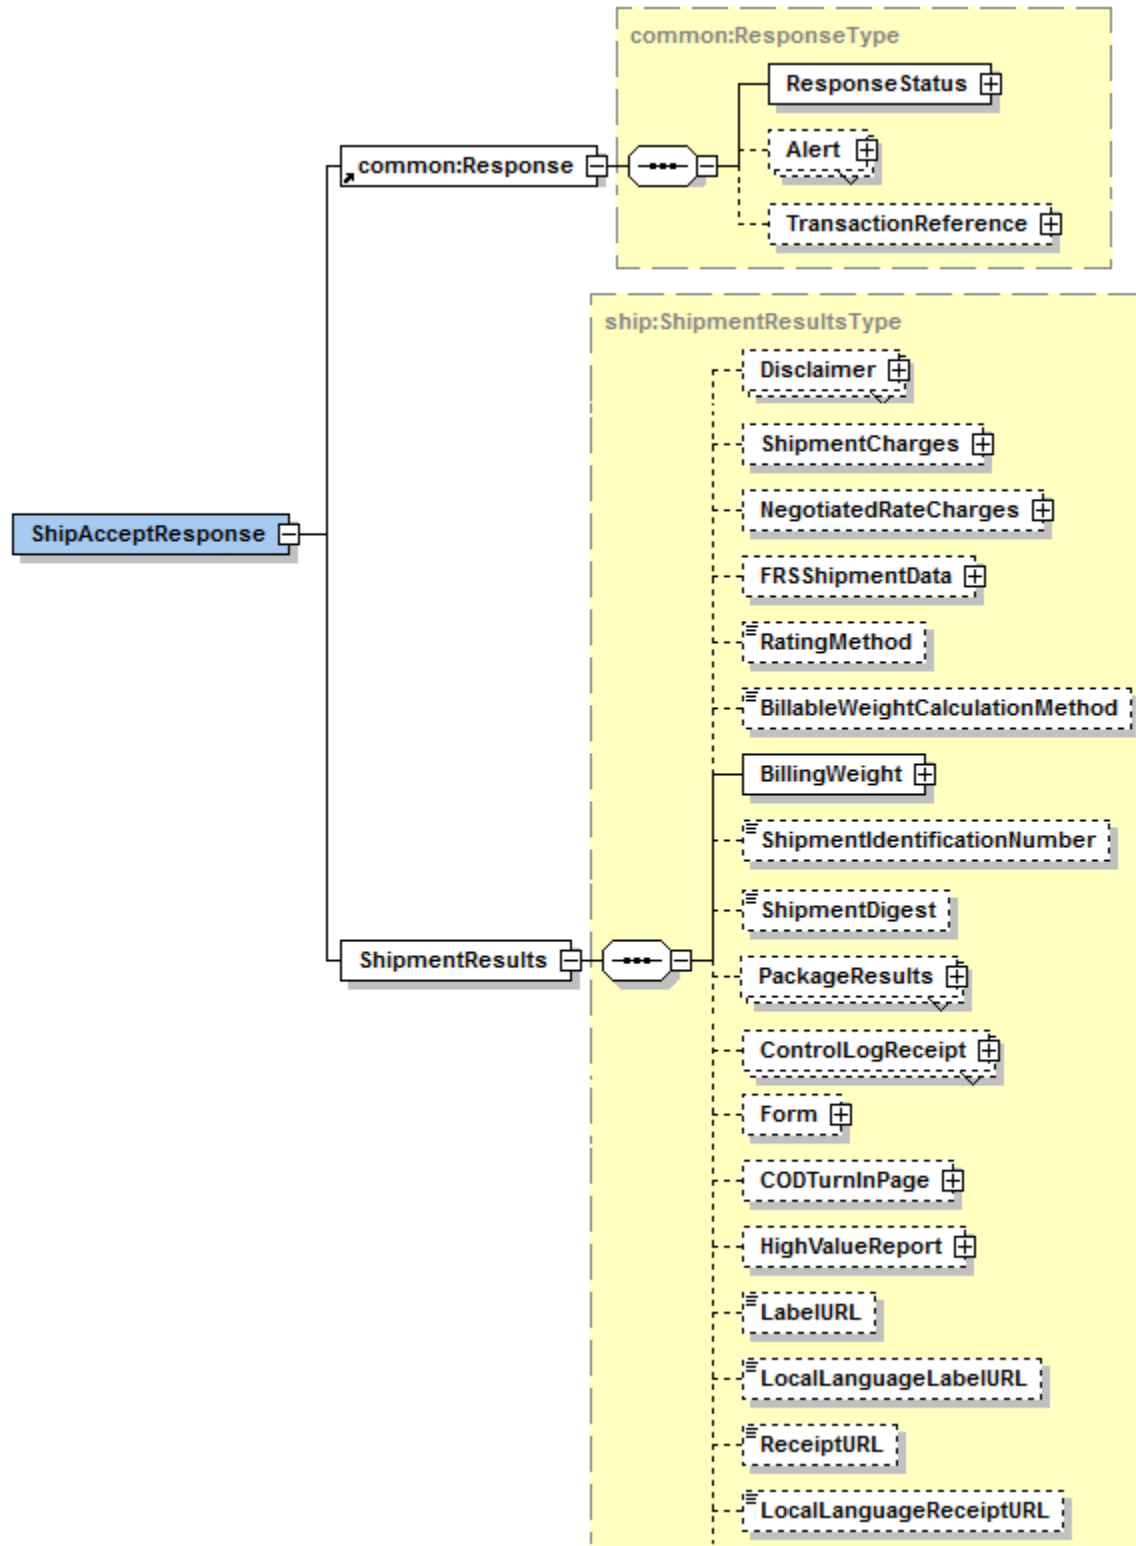 common:ResponseType
ResponseStatus
common:Response
Alert
TransactionReference
ship:ShipmentResultsType
Disclaimer
ShipmentCharges
NegotiatedRateCharges
ShipAcceptResponse
FRSShipmentData
RatingMethod
BillableWeightCalculationMethod
BillingWeight
ShipmentIdentificationNumber
ShipmentDigest
ShipmentResults
PackageResults
ControlLogReceipt
Form
CODTurnInPage
HighValueReport
LabelURL
LocalLanguageLabelURL
ReceiptURL
LocalLanguageReceiptURL